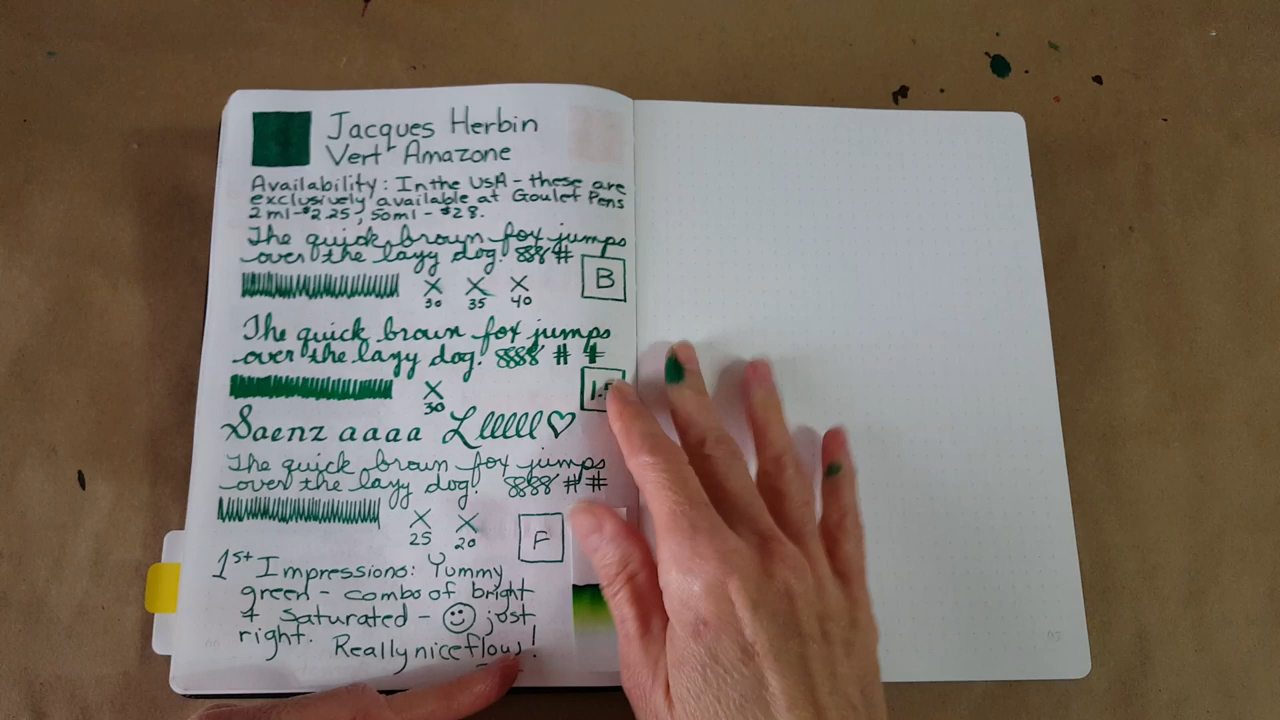 Jacques Herbin
Vert Amazone
Availability: In the USA - these are
exclusively available at Goulet Pens
2ml-$2.25, 50ml - $28.
The quick brown fox jumps
over the lazy dog. 888 #
B
X X X
30 35 40
The quick brown fox jumps
over the lazy dog. 8888 # #
X
30
Saenz aaaa Llllll♡
The quick brown fox jumps
over the lazy dog. 8888 # #
X X
25 20
F
1st Impressions: Yummy
green - combo of bright
+ Saturated - ☺ just
right. Really nice flow!